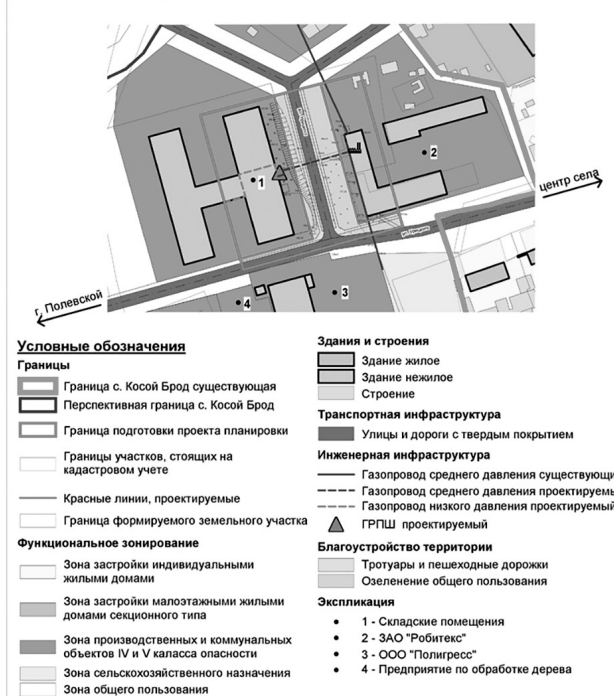 1
2
3
4
центр села
г. Полевской
Условные обозначения
Границы
Граница с. Косой Брод существующая
Перспективная граница с. Косой Брод
Граница подготовки проекта планировки
Границы участков, стоящих на
кадастровом учете
Красные линии, проектируемые
Граница формируемого земельного участка
Функциональное зонирование
Зона застройки индивидуальными
жилыми домами
Зона застройки малоэтажными жилыми
домами секционного типа
Зона производственных и коммунальных
объектов IV и V каласса опасности
Зона сельскохозяйственного назначения
Зона общего пользования
Здания и строения
Здание жилое
Здание нежилое
Строение
Транспортная инфраструктура
Улицы и дороги с твердым покрытием
Инженерная инфраструктура
Газопровод среднего давления существующи
Газопровод среднего давления проектируемы
Газопровод низкого давления проектируемый
ГРПШ проектируемый
Благоустройство территории
Тротуары и пешеходные дорожки
Озеленение общего пользования
Экспликация
• 1 - Складские помещения
• 2 - ЗАО "Робитекс"
• 3 - ООО "Полигресс"
• 4 - Предприятие по обработке дерева